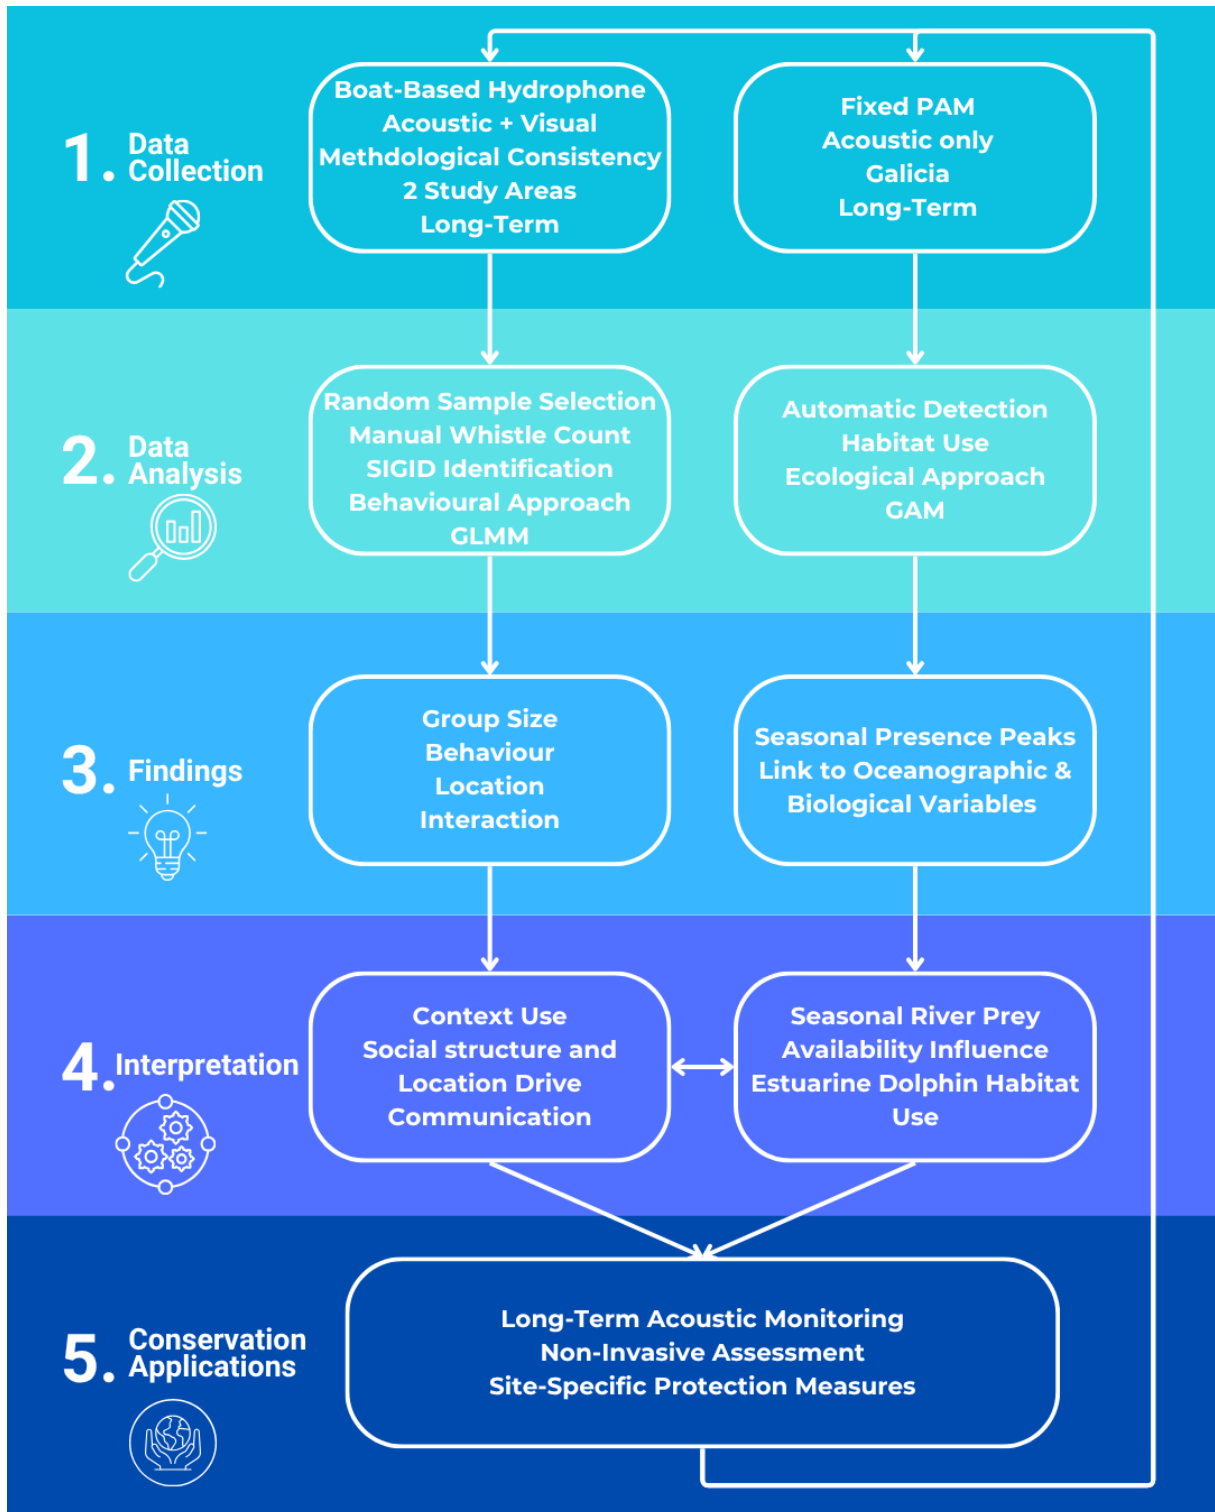 1. Data
Collection
Boat-Based Hydrophone
Acoustic + Visual
Methdological Consistency
2 Study Areas
Long-Term
Fixed PAM
Acoustic only
Galicia
Long-Term
2. Data
Analysis
Random Sample Selection
Manual Whistle Count
SIGID Identification
Behavioural Approach
GLMM
Automatic Detection
Habitat Use
Ecological Approach
GAM
3. Findings
Group Size
Behaviour
Location
Interaction
Seasonal Presence Peaks
Link to Oceanographic &
Biological Variables
4. Interpretation
Context Use
Social structure and
Location Drive
Communication
Seasonal River Prey
Availability Influence
Estuarine Dolphin Habitat
Use
5. Conservation
Applications
Long-Term Acoustic Monitoring
Non-Invasive Assessment
Site-Specific Protection Measures